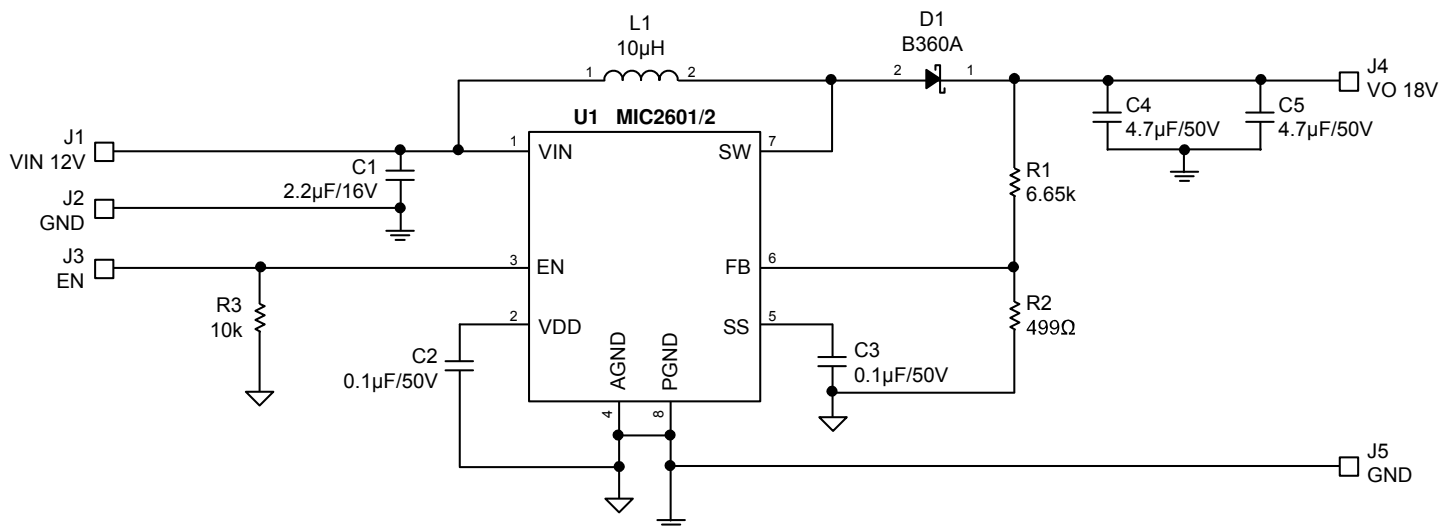 L1
10µH
1
2
D1
B360A
2
1
J4
VO 18V
C4
4.7µF/50V
C5
4.7µF/50V
U1 MIC2601/2
J1
VIN 12V
1
VIN
SW
7
C1
2.2µF/16V
R1
6.65k
J2
GND
J3
EN
3
EN
FB
6
R3
10k
2
VDD
SS
5
R2
499Ω
C2
0.1µF/50V
AGND
PGND
C3
0.1µF/50V
4
8
J5
GND